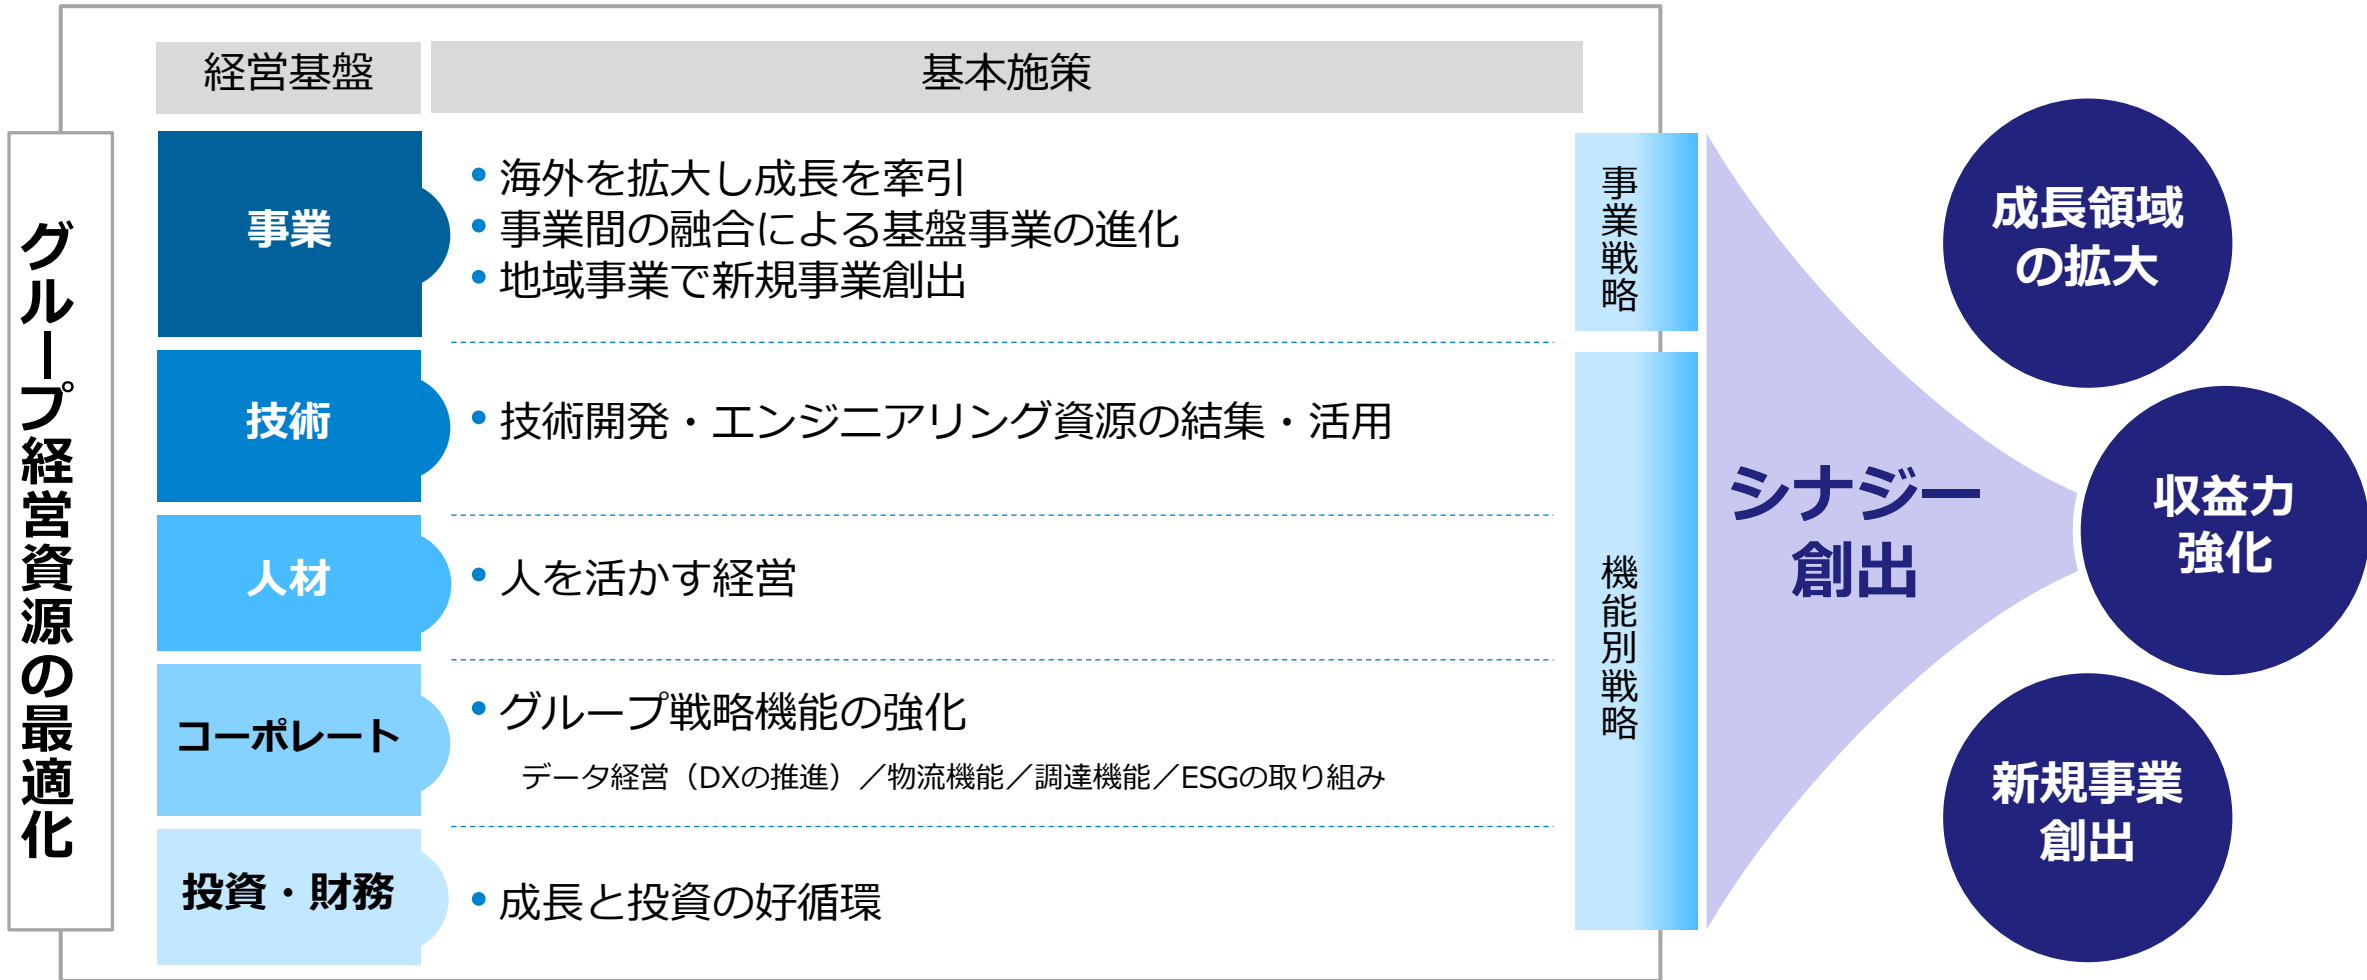 グループ経営資源の最適化
経営基盤
基本施策
事業
• 海外を拡大し成長を牽引
• 事業間の融合による基盤事業の進化
• 地域事業で新規事業創出
技術
• 技術開発・エンジニアリング資源の結集・活用
人材
• 人を活かす経営
コーポレート
• グループ戦略機能の強化
データ経営（DXの推進）／物流機能／調達機能／ESGの取り組み
投資・財務
• 成長と投資の好循環
事業戦略
機能別戦略
シナジー
創出
成長領域
の拡大
収益力
強化
新規事業
創出